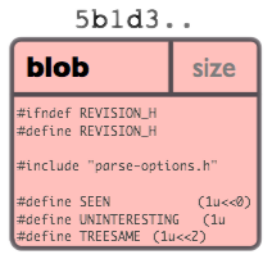 5b1d3..
blob size
#ifndef REVISION_H
#define REVISION_H
#include "parse-options.h"
#define SEEN (1u<<0)
#define UNINTERESTING (1u
#define TREESAME (1u<<2)